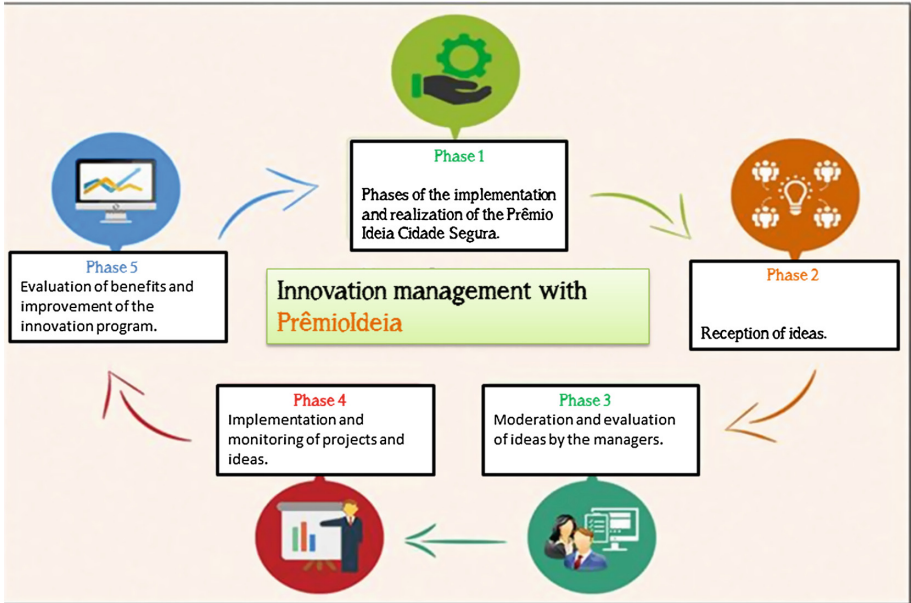 Phase 1
Phases of the implementation
and realization of the Prêmio
Ideia Cidade Segura.
Phase 2
Reception of ideas.
Phase 3
Moderation and evaluation
of ideas by the managers.
Phase 4
Implementation and
monitoring of projects and
ideas.
Phase 5
Evaluation of benefits and
improvement of the
innovation program.
Innovation management with
PrêmioIdeia